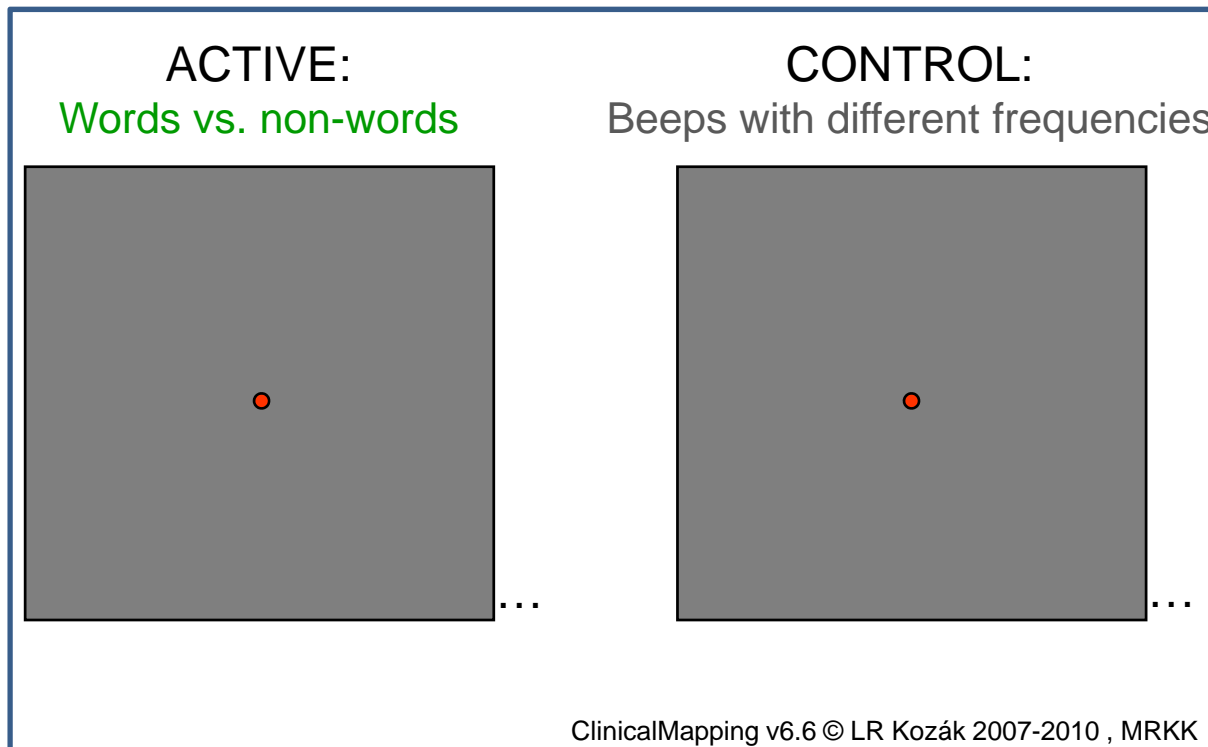 ACTIVE:
Words vs. non-words
CONTROL:
Beeps with different frequencies
...
...
ClinicalMapping v6.6 © LR Kozák 2007-2010 , MRKK